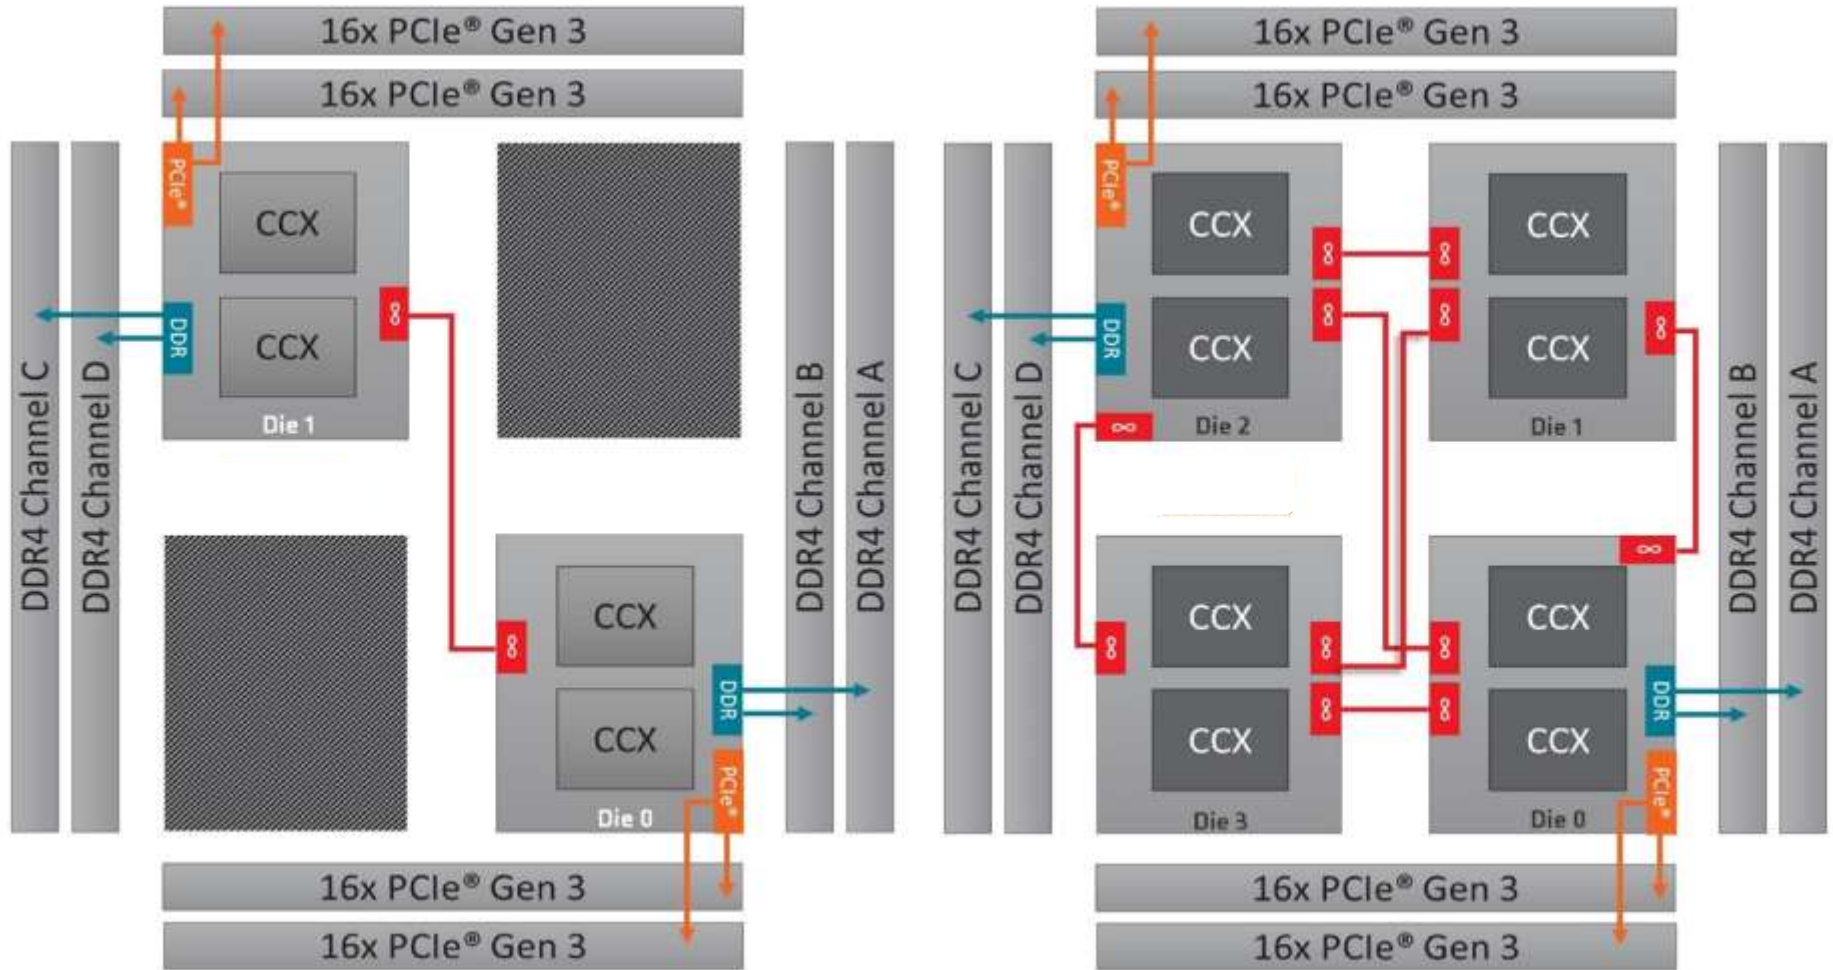 16x PCIe® Gen 3
16x PCIe® Gen 3
DDR4 Channel C
DDR4 Channel D
PCIe®
CCX
DDR
CCX
∞
Die 1
DDR4 Channel B
DDR4 Channel A
∞
CCX
DDR
CCX
PCIe®
Die 0
16x PCIe® Gen 3
16x PCIe® Gen 3
16x PCIe® Gen 3
16x PCIe® Gen 3
DDR4 Channel C
DDR4 Channel D
PCIe®
CCX
∞
DDR
CCX
∞
∞
Die 2
∞
CCX
∞
CCX
∞
Die 1
DDR4 Channel B
DDR4 Channel A
∞
CCX
∞
CCX
∞
Die 3
∞
∞
CCX
DDR
∞
CCX
PCIe®
Die 0
16x PCIe® Gen 3
16x PCIe® Gen 3